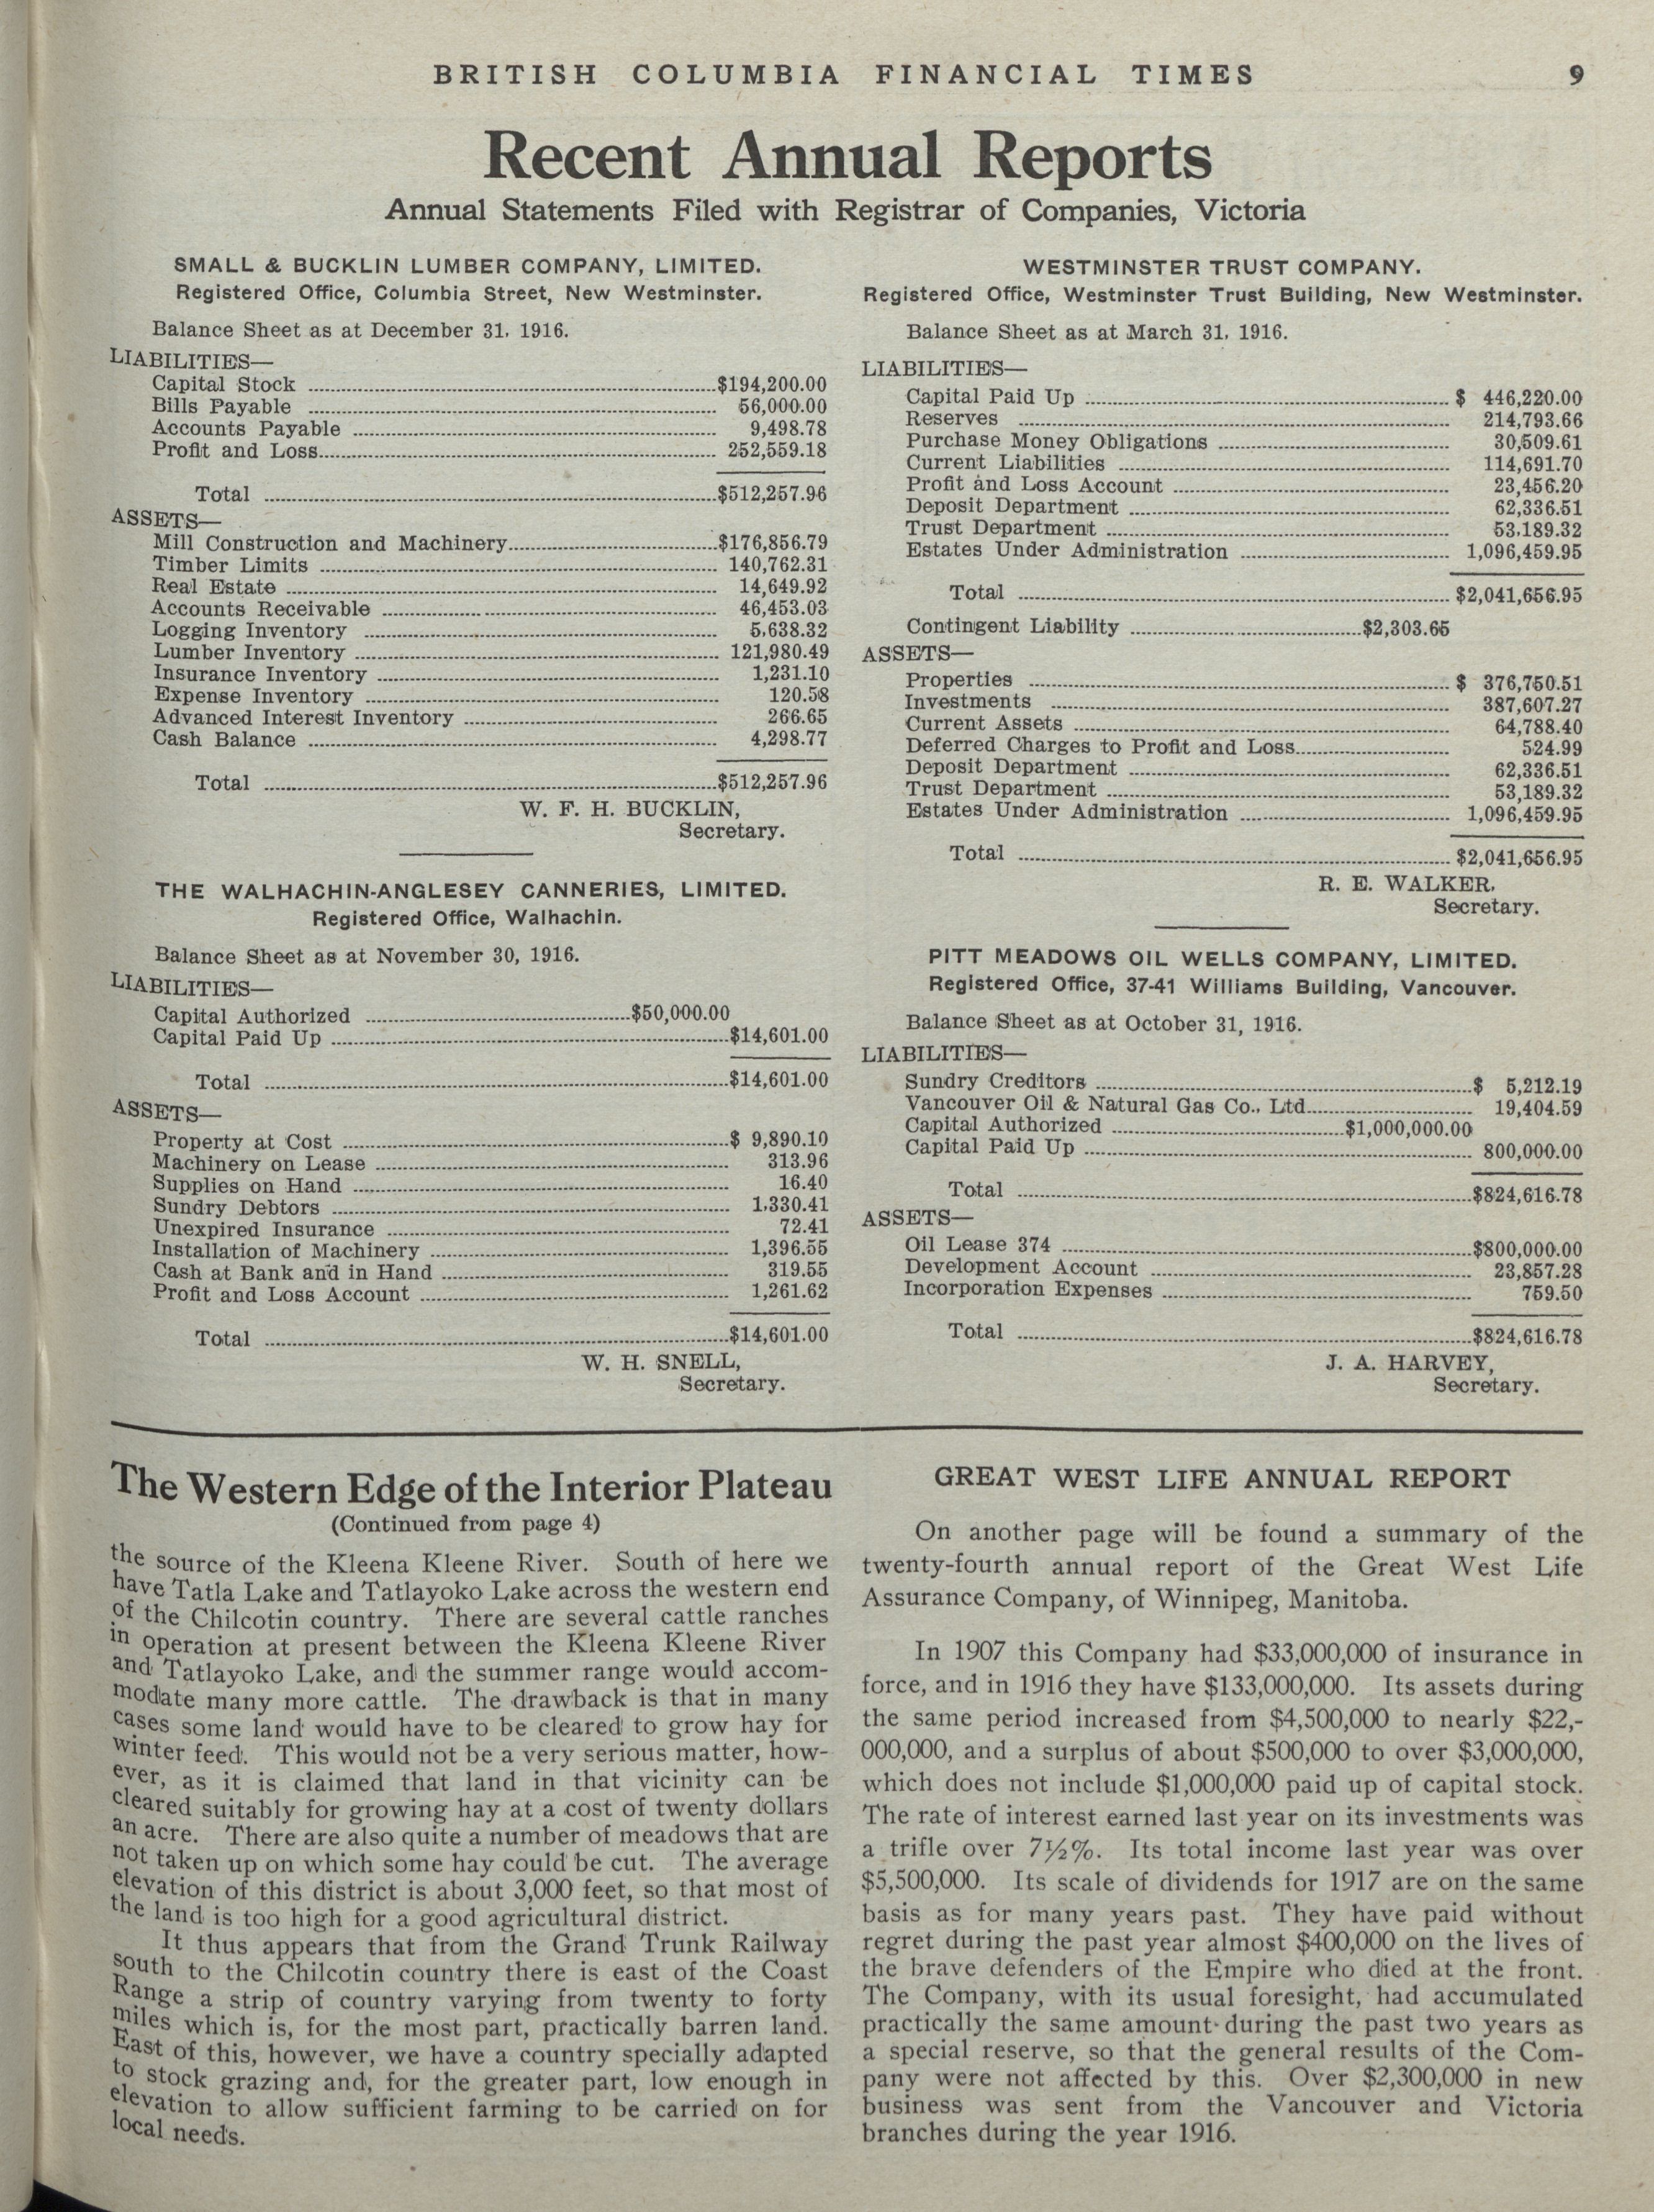 BRITISH COLUMBIA FINANCIAL TIMES 9
Recent Annual Reports
Annual Statements Filed with Registrar of Companies, Victoria
SMALL & BUCKLIN LUMBER COMPANY, LIMITED.
Registered Office, Columbia Street, New Westminster.
Balance Sheet as at December 31, 1916.
LIABILITIES—
Capital Stock $194,200.00
Bills Payable 56,000.00
Accounts Payable 9,498.78
Profit and Loss 252,559.18
Total $512,257.96
ASSETS—
Mill Construction and Machinery $176,856.79
Timber Limits 140,762.31
Real Estate 14,649.92
Accounts Receivable 46,453.03
Logging Inventory 5,638.32
Lumber Inventory 121,980.49
Insurance Inventory 1,231.10
Expense Inventory 120.58
Advanced Interest Inventory 266.65
Cash Balance 4,298.77
Total $512,257.96
W. F. H. BUCKLIN,
Secretary.
THE WALHACHIN-ANGLESEY CANNERIES, LIMITED.
Registered Office, Walhachin.
Balance Sheet as at November 30, 1916.
LIABILITIES—
Capital Authorized $50,000.00
Capital Paid Up $14,601.00
Total $14,601.00
ASSETS—
Property at Cost $ 9,890.10
Machinery on Lease 313.96
Supplies on Hand 16.40
Sundry Debtors 1,330.41
Unexpired Insurance 72.41
Installation of Machinery 1,396.55
Cash at Bank and in Hand 319.55
Profit and Loss Account 1,261.62
Total $14,601.00
W. H. SNELL,
Secretary.
WESTMINSTER TRUST COMPANY.
Registered Office, Westminster Trust Building, New Westminster.
Balance Sheet as at March 31, 1916.
LIABILITIES—
Capital Paid Up $ 446,220.00
Reserves 214,793.66
Purchase Money Obligations 30,509.61
Current Liabilities 114,691.70
Profit and Loss Account 23,456.20
Deposit Department 62,336.51
Trust Department 53,189.32
Estates Under Administration 1,096,459.95
Total $2,041,656.95
Contingent Liability $2,303.65
ASSETS—
Properties $ 376,750.51
Investments 387,607.27
Current Assets 64,788.40
Deferred Charges to Profit and Loss 524.99
Deposit Department 62,336.51
Trust Department 53,189.32
Estates Under Administration 1,096,459.95
Total $2,041,656.95
R. E. WALKER,
Secretary.
PITT MEADOWS OIL WELLS COMPANY, LIMITED.
Registered Office, 37-41 Williams Building, Vancouver.
Balance Sheet as at October 31, 1916.
LIABILITIES—
Sundry Creditors $ 5,212.19
Vancouver Oil & Natural Gas Co., Ltd. 19,404.59
Capital Authorized $1,000,000.00
Capital Paid Up 800,000.00
Total $824,616.78
ASSETS—
Oil Lease 374 $800,000.00
Development Account 23,857.28
Incorporation Expenses 759.50
Total $824,616.78
J. A. HARVEY,
Secretary.
The Western Edge of the Interior Plateau
(Continued from page 4)
the source of the Kleena Kleene River. South of here we
have Tatla Lake and Tatlayoko Lake across the western end
of the Chilcotin country. There are several cattle ranches
in operation at present between the Kleena Kleene River
and Tatlayoko Lake, and the summer range would accom-
modate many more cattle. The drawback is that in many
cases some land would have to be cleared to grow hay for
winter feed. This would not be a very serious matter, how-
ever, as it is claimed that land in that vicinity can be
cleared suitably for growing hay at a cost of twenty dollars
an acre. There are also quite a number of meadows that are
not taken up on which some hay could be cut. The average
elevation of this district is about 3,000 feet, so that most of
the land is too high for a good agricultural district.
It thus appears that from the Grand Trunk Railway
south to the Chilcotin country there is east of the Coast
Range a strip of country varying from twenty to forty
miles which is, for the most part, practically barren land.
East of this, however, we have a country specially adapted
to stock grazing and, for the greater part, low enough in
elevation to allow sufficient farming to be carried on for
local needs.
GREAT WEST LIFE ANNUAL REPORT
On another page will be found a summary of the
twenty-fourth annual report of the Great West Life
Assurance Company, of Winnipeg, Manitoba.
In 1907 this Company had $33,000,000 of insurance in
force, and in 1916 they have $133,000,000. Its assets during
the same period increased from $4,500,000 to nearly $22,-
000,000, and a surplus of about $500,000 to over $3,000,000,
which does not include $1,000,000 paid up of capital stock.
The rate of interest earned last year on its investments was
a trifle over 7½%. Its total income last year was over
$5,500,000. Its scale of dividends for 1917 are on the same
basis as for many years past. They have paid without
regret during the past year almost $400,000 on the lives of
the brave defenders of the Empire who died at the front.
The Company, with its usual foresight, had accumulated
practically the same amount during the past two years as
a special reserve, so that the general results of the Com-
pany were not affected by this. Over $2,300,000 in new
business was sent from the Vancouver and Victoria
branches during the year 1916.